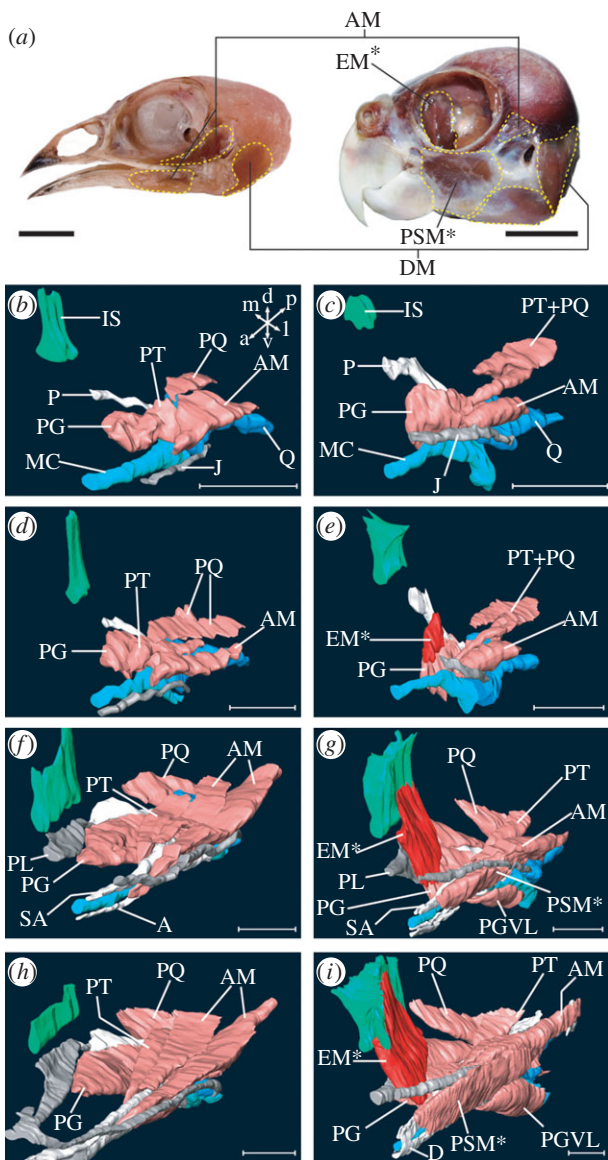 (a)
AM
EM*
PSM*
DM
(b)
IS
m d p
a v l
PQ
PT
AM
P
PG
MC
J
Q
(c)
IS
PT+PQ
P
AM
PG
MC
J
Q
(d)
PQ
PT
AM
PG
(e)
PT+PQ
EM*
AM
PG
(f)
PQ
AM
PT
PL
PG
SA
A
(g)
PQ
PT
AM
EM*
PL
PG
SA
PSM*
PGVL
(h)
PQ
AM
PT
PG
(i)
PQ
PT
AM
EM*
PG
D
PSM*
PGVL